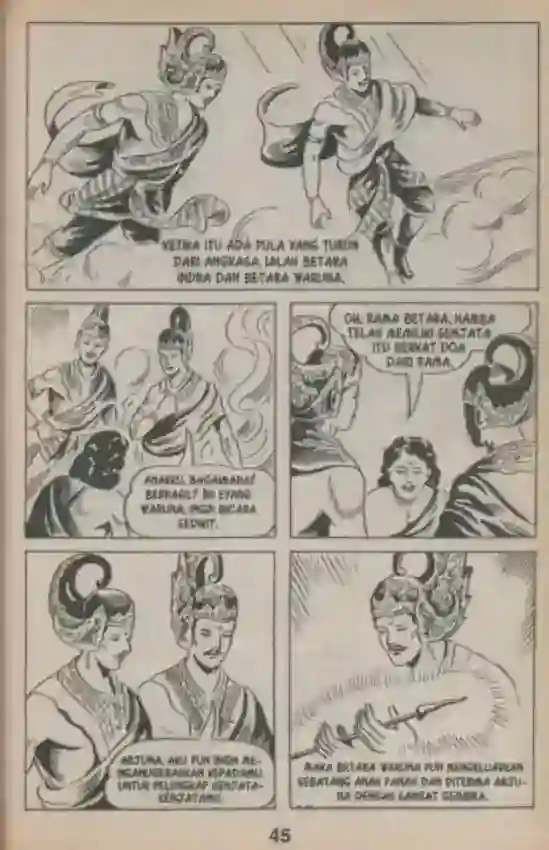 KETIKA ITU ADA PULA YANG TURUN
DARI ANGKASA, IALAH BETARA
INDRA DAN BETARA WARUNA.
ANAKKU, BAGAIMANA?
BERHASIL? INI EYANG
WARUNA, INGIN BICARA
SEDIKIT.
OH, RAMA BETARA, HAMBA
TELAH MEMILIKI SENJATA
ITU BERKAT DOA
DARI RAMA.
ARJUNA, AKU PUN INGIN ME-
NGANUGERAHKAN KEPADAMU
UNTUK PELENGKAP SENJATA-
SENJATAMU.
MAKA BETARA WARUNA PUN MENGELUARKAN
SEBATANG ANAK PANAH DAN DITERIMA ARJU-
NA DENGAN SANGAT GEMBIRA.
45